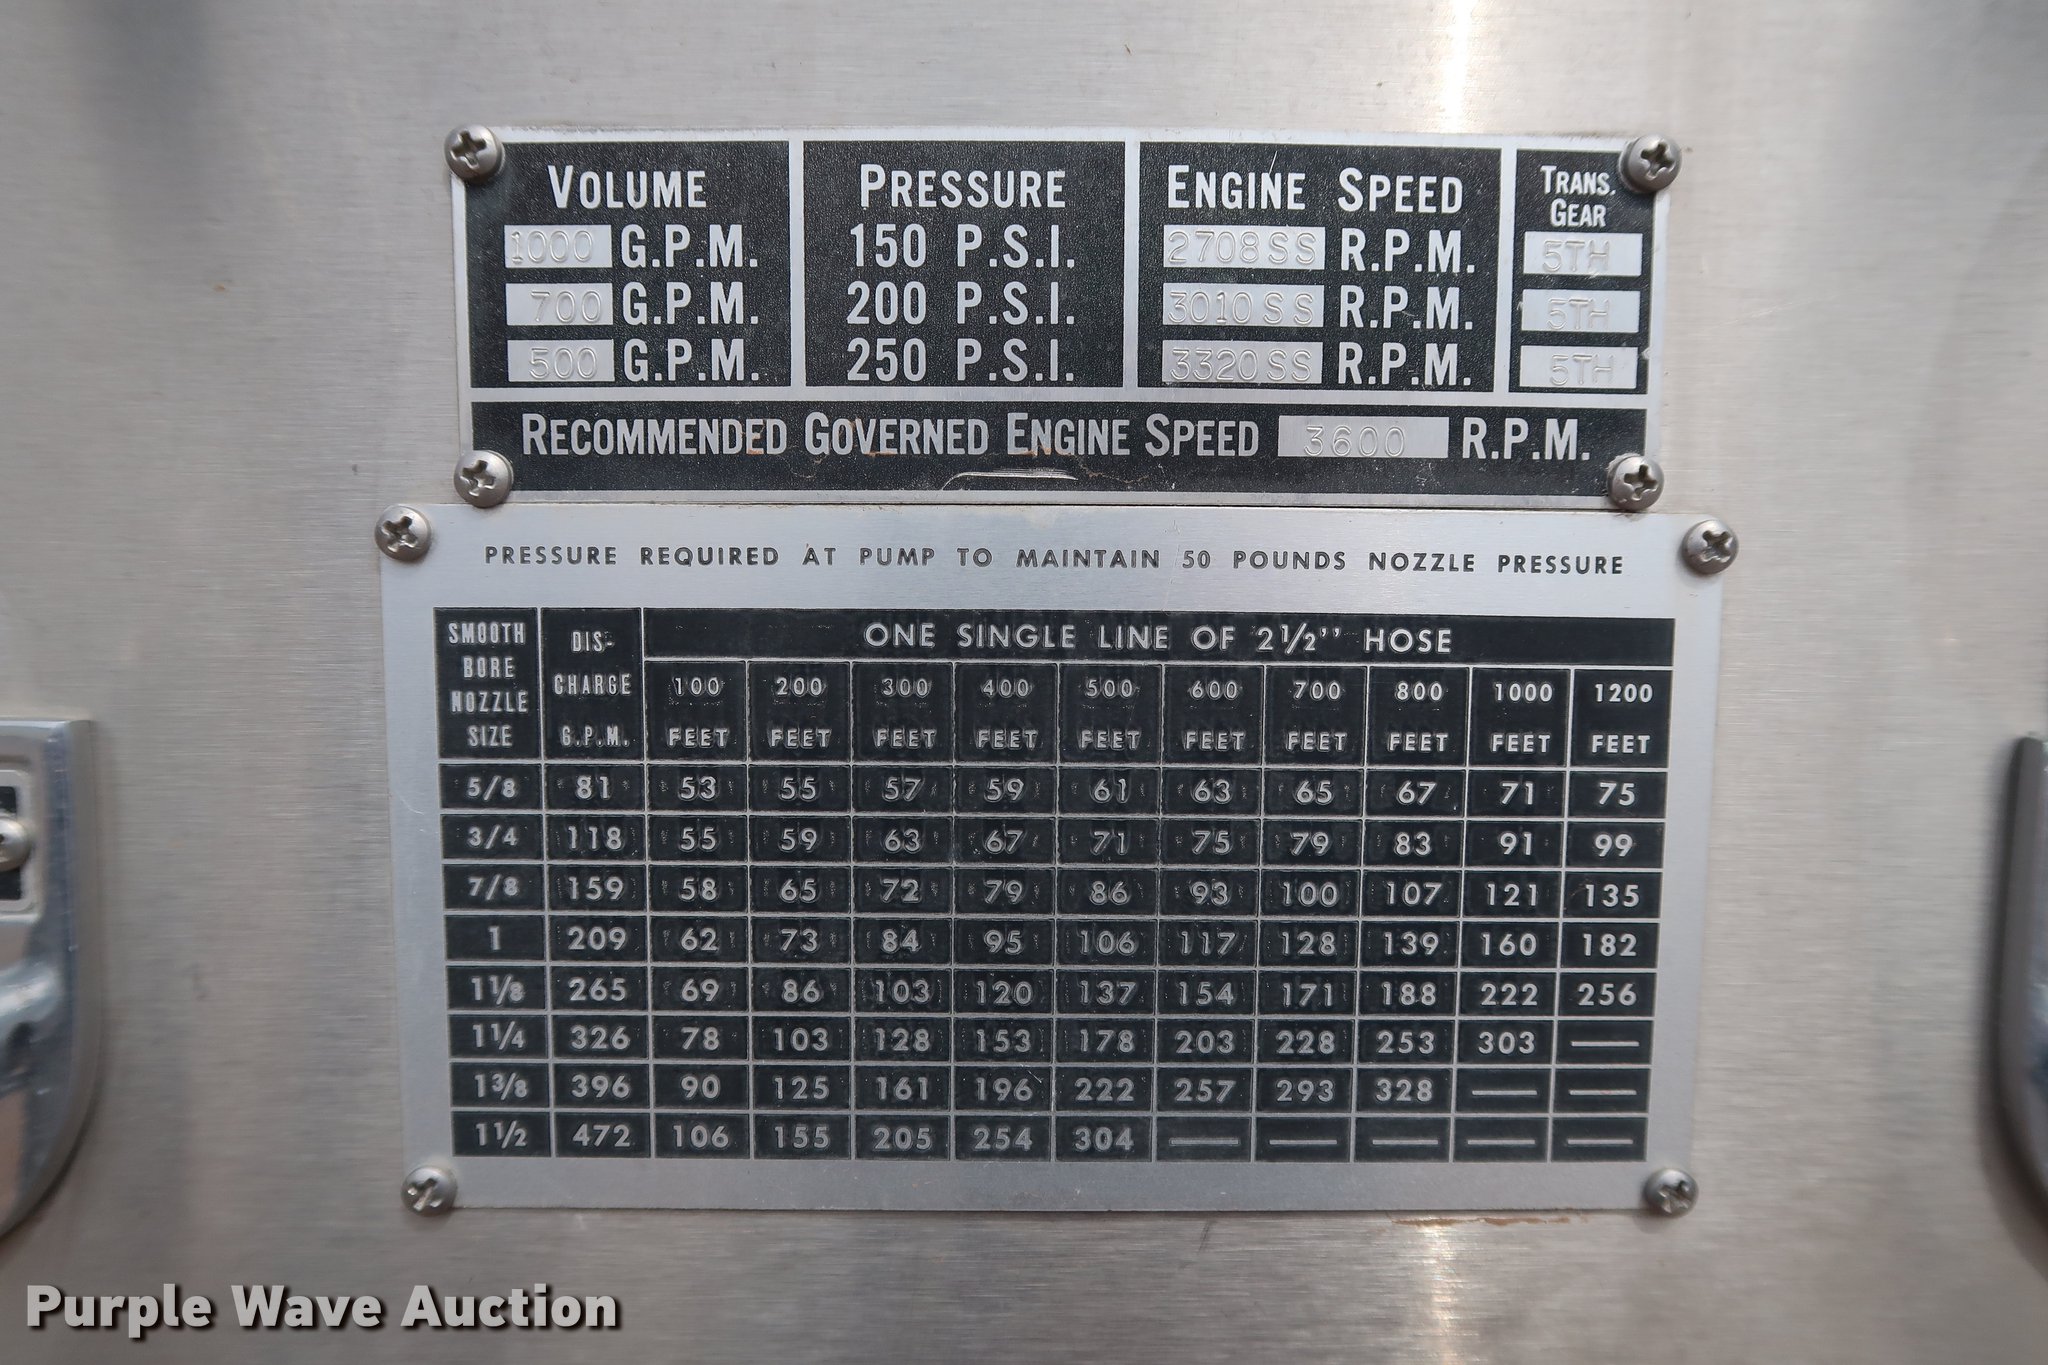 VOLUME PRESSURE ENGINE SPEED TRANS. GEAR
1000 G.P.M. 150 P.S.I. 2708SS R.P.M. 5TH
700 G.P.M. 200 P.S.I. 3010SS R.P.M. 5TH
500 G.P.M. 250 P.S.I. 3320SS R.P.M. 5TH
RECOMMENDED GOVERNED ENGINE SPEED 3600 R.P.M.
PRESSURE REQUIRED AT PUMP TO MAINTAIN 50 POUNDS NOZZLE PRESSURE
SMOOTH BORE NOZZLE SIZE DIS- CHARGE G.P.M. ONE SINGLE LINE OF 2½" HOSE
100 FEET 200 FEET 300 FEET 400 FEET 500 FEET 600 FEET 700 FEET 800 FEET 1000 FEET 1200 FEET
5/8 81 53 55 57 59 61 63 65 67 71 75
3/4 118 55 59 63 67 71 75 79 83 91 99
7/8 159 58 65 72 79 86 93 100 107 121 135
1 209 62 73 84 95 106 117 128 139 160 182
1⅛ 265 69 86 103 120 137 154 171 188 222 256
1¼ 326 78 103 128 153 178 203 228 253 303 —
1⅜ 396 90 125 161 196 222 257 293 328 — —
1½ 472 106 155 205 254 304 — — — — —
Purple Wave Auction